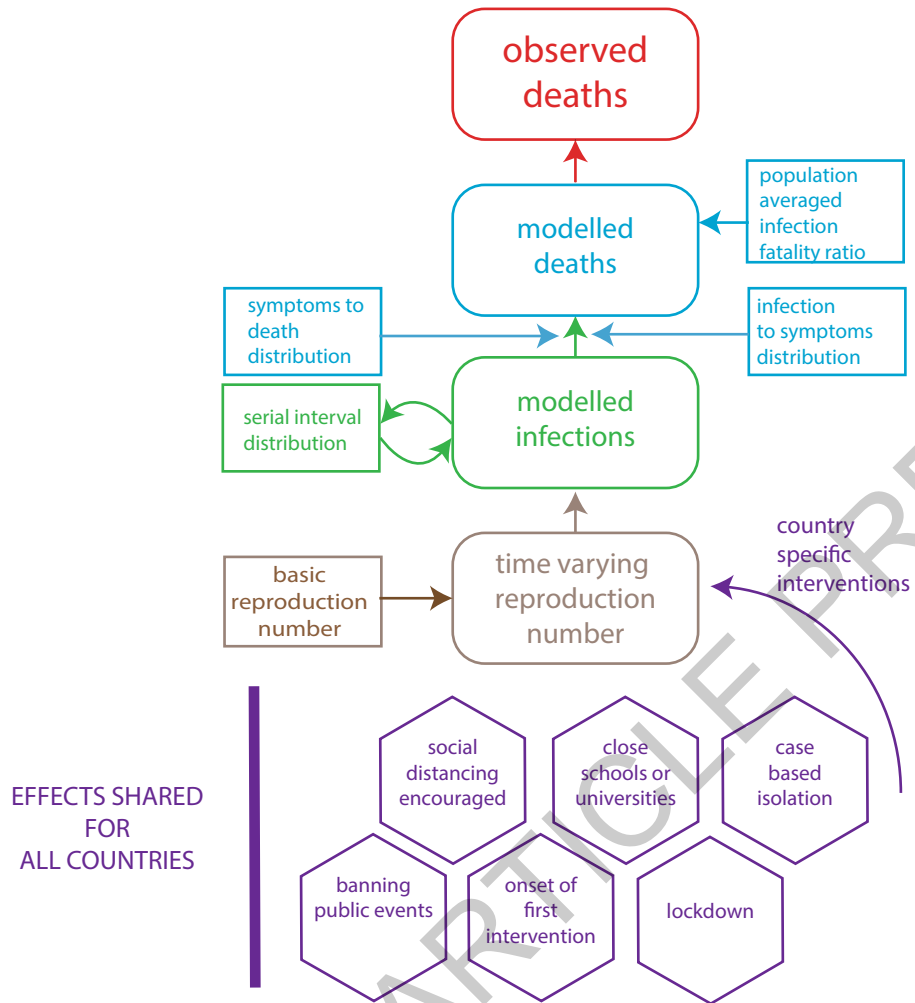 observed
deaths
population
averaged
infection
fatality ratio
modelled
deaths
symptoms to
death
distribution
infection
to symptoms
distribution
modelled
infections
serial interval
distribution
country
specific
interventions
time varying
reproduction
number
basic
reproduction
number
social
distancing
encouraged
close
schools or
universities
case
based
isolation
EFFECTS SHARED
FOR
ALL COUNTRIES
banning
public events
onset of
first
intervention
lockdown
ARTICLE PRE